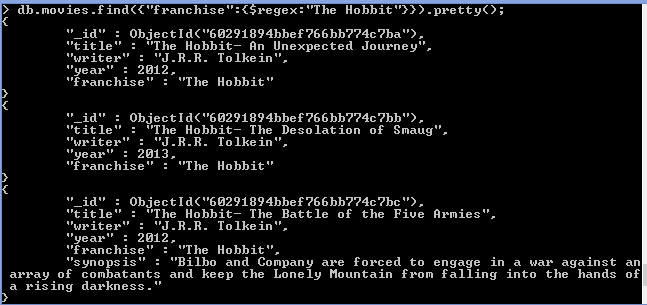 > db.movies.find({"franchise":{$regex:"The Hobbit"}}).pretty();
{
"_id" : ObjectId("60291894bbef766bb774c7ba"),
"title" : "The Hobbit- An Unexpected Journey",
"writer" : "J.R.R. Tolkein",
"year" : 2012,
"franchise" : "The Hobbit"
}
{
"_id" : ObjectId("60291894bbef766bb774c7bb"),
"title" : "The Hobbit- The Desolation of Smaug",
"writer" : "J.R.R. Tolkein",
"year" : 2013,
"franchise" : "The Hobbit"
}
{
"_id" : ObjectId("60291894bbef766bb774c7bc"),
"title" : "The Hobbit- The Battle of the Five Armies",
"writer" : "J.R.R. Tolkein",
"year" : 2012,
"franchise" : "The Hobbit",
"synopsis" : "Bilbo and Company are forced to engage in a war against an
array of combatants and keep the Lonely Mountain from falling into the hands of
a rising darkness."
}